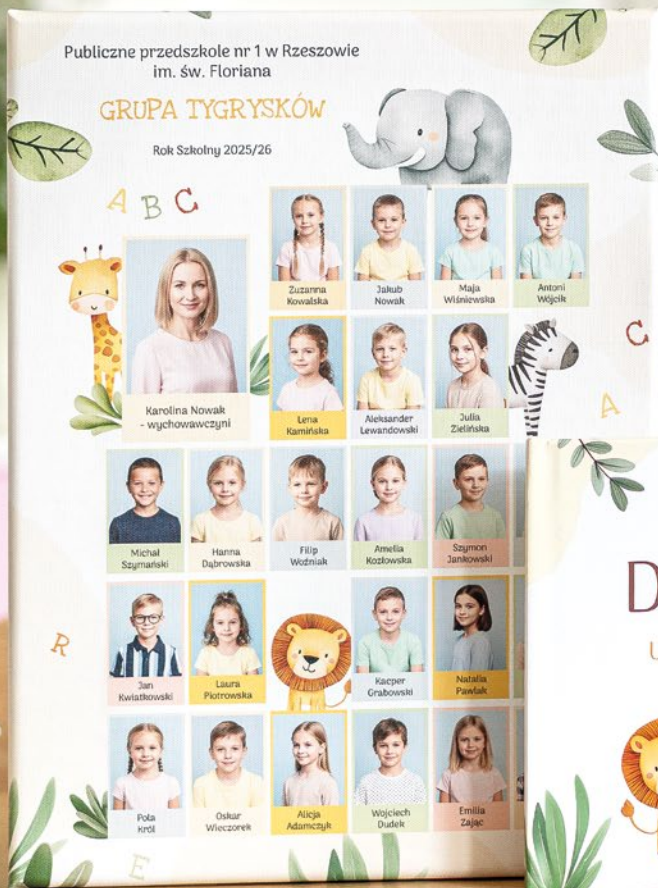 Publiczne przedszkole nr 1 w Rzeszowie
im. św. Floriana
GRUPA TYGRYSKÓW
Rok Szkolny 2025/26
A B C
Zuzanna
Kowalska
Jakub
Nowak
Maja
Wiśniewska
Antoni
Wójcik
Karolina Nowak
- wychowawczyni
Lena
Kamińska
Aleksander
Lewandowski
Julia
Zielińska
C
A
Michał
Szymański
Hanna
Dąbrowska
Filip
Woźniak
Amelia
Kozłowska
Szymon
Jankowski
R
Jan
Kwiatkowski
Laura
Piotrowska
Kacper
Grabowski
Natalia
Pawlak
D
Pola
Król
Oskar
Wieczorek
Alicja
Adamczyk
Wojciech
Dudek
Emilia
Zając
E